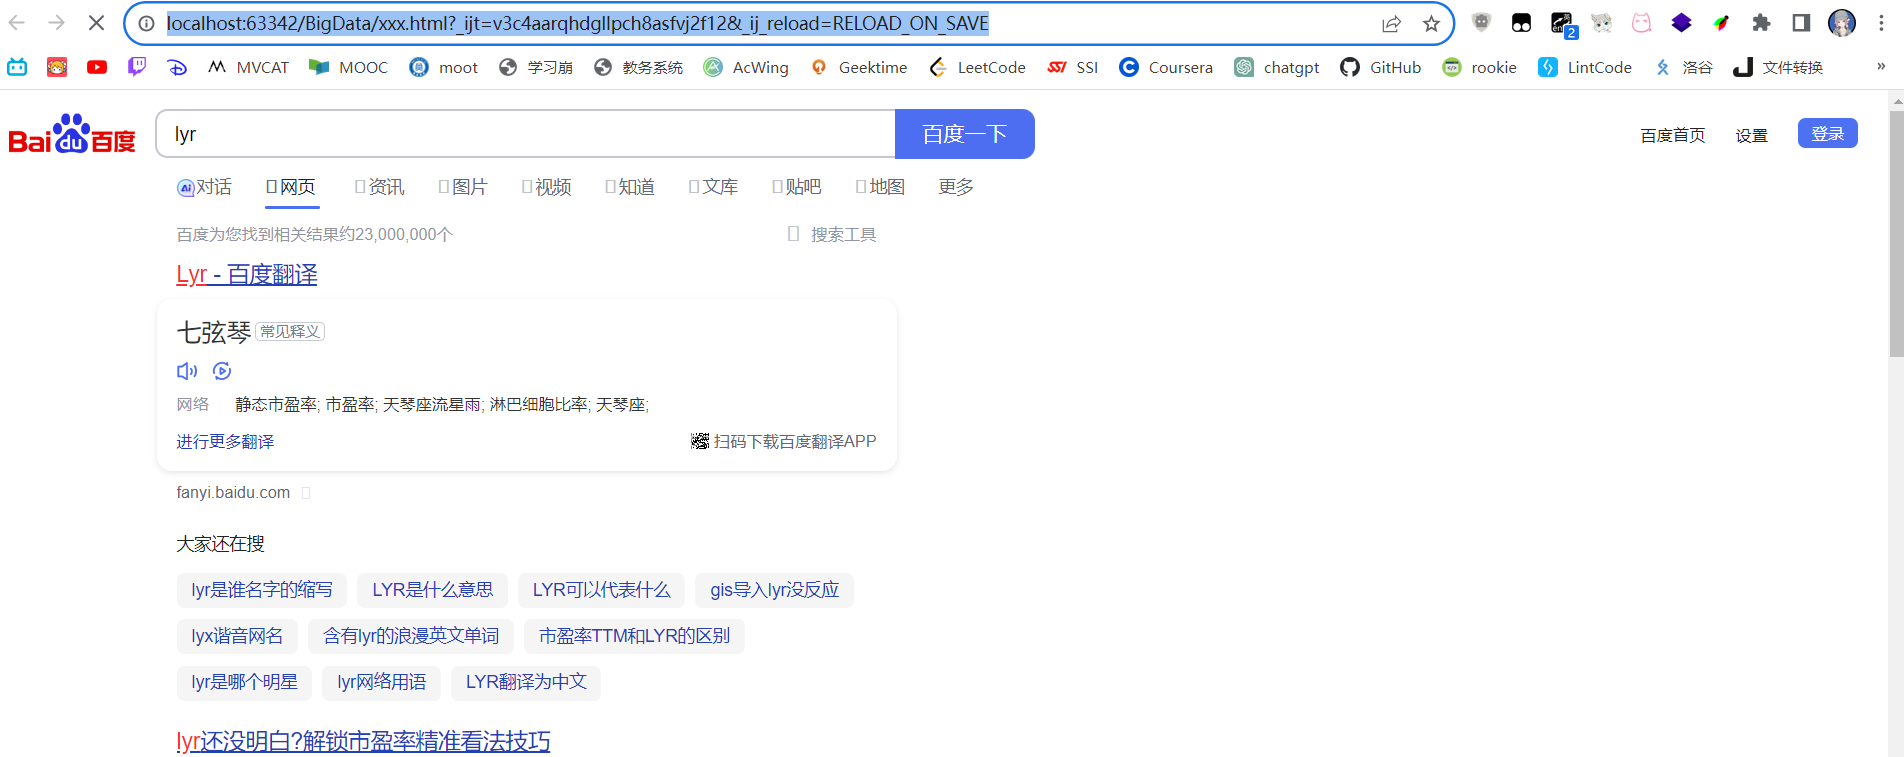 localhost:63342/BigData/xxx.html?_ijt=v3c4aarqhdgllpch8asfvj2f12&_ij_reload=RELOAD_ON_SAVE
en
2
MVCAT MOOC moot 学习崩 教务系统 AcWing Geektime LeetCode SSI Coursera chatgpt GitHub rookie LintCode 洛谷 文件转换 »
Bai du 百度 lyr 百度一下 百度首页 设置 登录
Ai 对话 网页 资讯 图片 视频 知道 文库 贴吧 地图 更多
百度为您找到相关结果约23,000,000个 搜索工具
Lyr - 百度翻译
七弦琴 常见释义
网络 静态市盈率; 市盈率; 天琴座流星雨; 淋巴细胞比率; 天琴座;
进行更多翻译 扫码下载百度翻译APP
fanyi.baidu.com
大家还在搜
lyr是谁名字的缩写 LYR是什么意思 LYR可以代表什么 gis导入lyr没反应
lyx谐音网名 含有lyr的浪漫英文单词 市盈率TTM和LYR的区别
lyr是哪个明星 lyr网络用语 LYR翻译为中文
lyr还没明白?解锁市盈率精准看法技巧